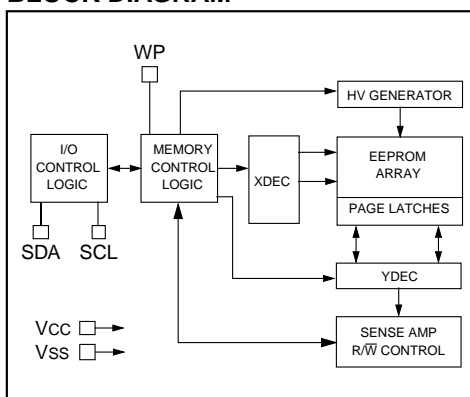 BLOCK DIAGRAM
WP
HV GENERATOR
I/O
CONTROL
LOGIC
MEMORY
CONTROL
LOGIC
XDEC
EEPROM
ARRAY
PAGE LATCHES
SDA SCL
YDEC
VCC
VSS
SENSE AMP
R/W̅ CONTROL